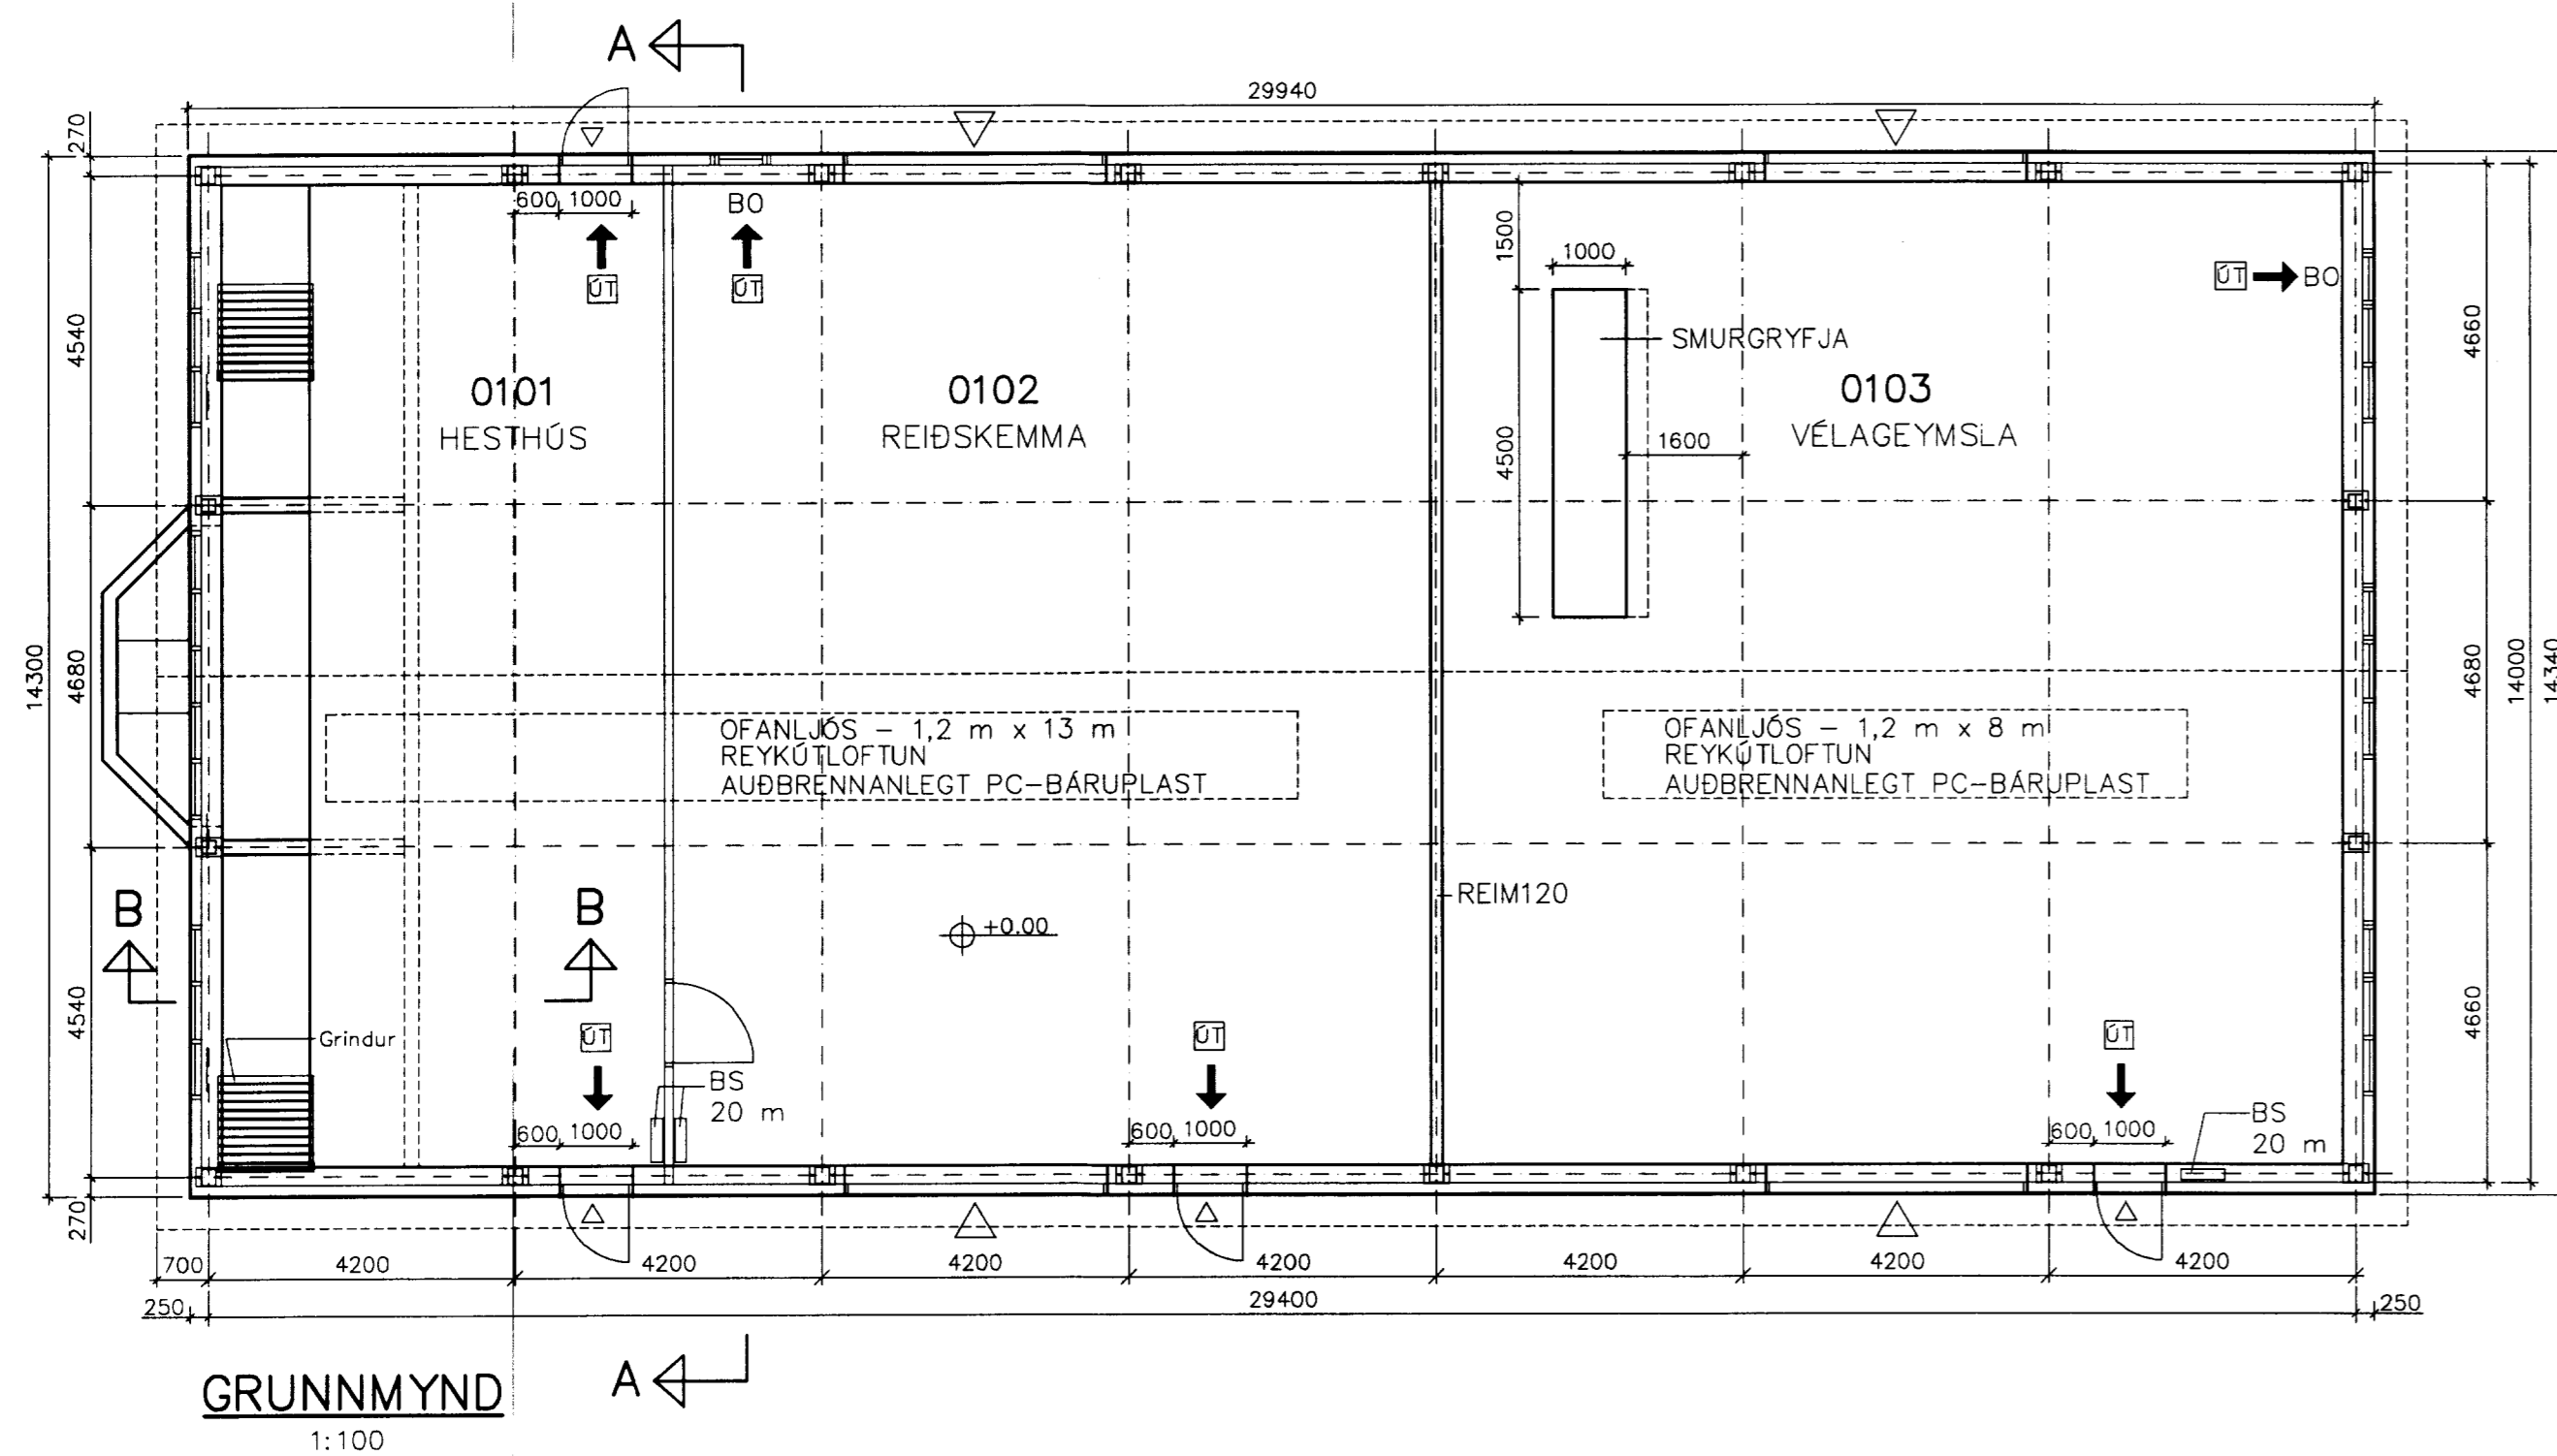 A
29940
270
600 1000
BO
ÚT
ÚT
1500
1000
ÚT
BO
SMURGRYFJA
4540
4660
0101
HESTHÚS
0102
REIÐSKEMMA
0103
VÉLAGEYMSLA
4500
1600
14300
4680
4680
14000
14340
OFANLJÓS – 1,2 m x 13 m
REYKÚTLOFTUN
AUÐBRENNANLEGT PC–BÁRUPLAST
OFANLJÓS – 1,2 m x 8 m
REYKÚTLOFTUN
AUÐBRENNANLEGT PC–BÁRUPLAST
B
B
REIM120
+0.00
4540
4660
Grindur
ÚT
ÚT
ÚT
BS
20 m
BS
20 m
600 1000
600 1000
600 1000
270
700
4200
4200
4200
4200
4200
4200
4200
250
29400
250
A
GRUNNMYND
1:100